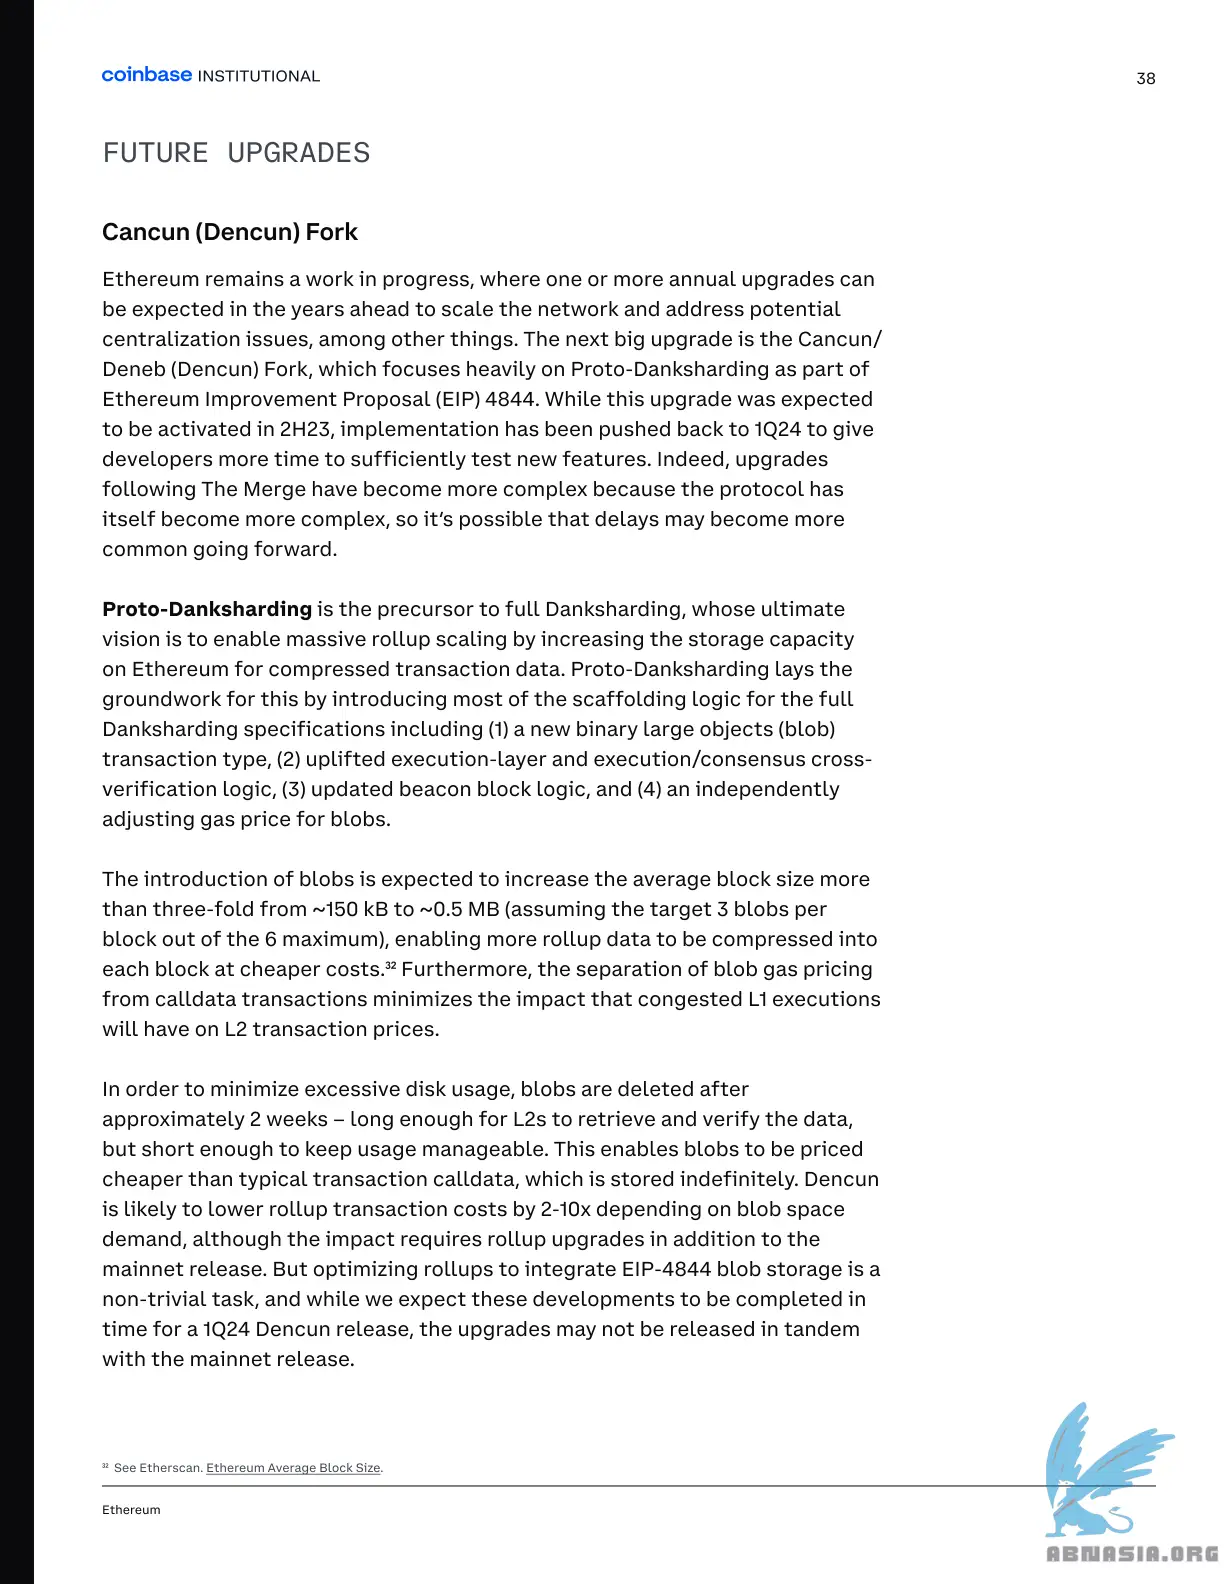 coinbase INSTITUTIONAL
38
FUTURE UPGRADES
Cancun (Dencun) Fork
Ethereum remains a work in progress, where one or more annual upgrades can
be expected in the years ahead to scale the network and address potential
centralization issues, among other things. The next big upgrade is the Cancun/
Deneb (Dencun) Fork, which focuses heavily on Proto-Danksharding as part of
Ethereum Improvement Proposal (EIP) 4844. While this upgrade was expected
to be activated in 2H23, implementation has been pushed back to 1Q24 to give
developers more time to sufficiently test new features. Indeed, upgrades
following The Merge have become more complex because the protocol has
itself become more complex, so it’s possible that delays may become more
common going forward.
Proto-Danksharding is the precursor to full Danksharding, whose ultimate
vision is to enable massive rollup scaling by increasing the storage capacity
on Ethereum for compressed transaction data. Proto-Danksharding lays the
groundwork for this by introducing most of the scaffolding logic for the full
Danksharding specifications including (1) a new binary large objects (blob)
transaction type, (2) uplifted execution-layer and execution/consensus cross-
verification logic, (3) updated beacon block logic, and (4) an independently
adjusting gas price for blobs.
The introduction of blobs is expected to increase the average block size more
than three-fold from ~150 kB to ~0.5 MB (assuming the target 3 blobs per
block out of the 6 maximum), enabling more rollup data to be compressed into
each block at cheaper costs.³² Furthermore, the separation of blob gas pricing
from calldata transactions minimizes the impact that congested L1 executions
will have on L2 transaction prices.
In order to minimize excessive disk usage, blobs are deleted after
approximately 2 weeks – long enough for L2s to retrieve and verify the data,
but short enough to keep usage manageable. This enables blobs to be priced
cheaper than typical transaction calldata, which is stored indefinitely. Dencun
is likely to lower rollup transaction costs by 2-10x depending on blob space
demand, although the impact requires rollup upgrades in addition to the
mainnet release. But optimizing rollups to integrate EIP-4844 blob storage is a
non-trivial task, and while we expect these developments to be completed in
time for a 1Q24 Dencun release, the upgrades may not be released in tandem
with the mainnet release.
³² See Etherscan. Ethereum Average Block Size.
Ethereum
ABNASIA.ORG